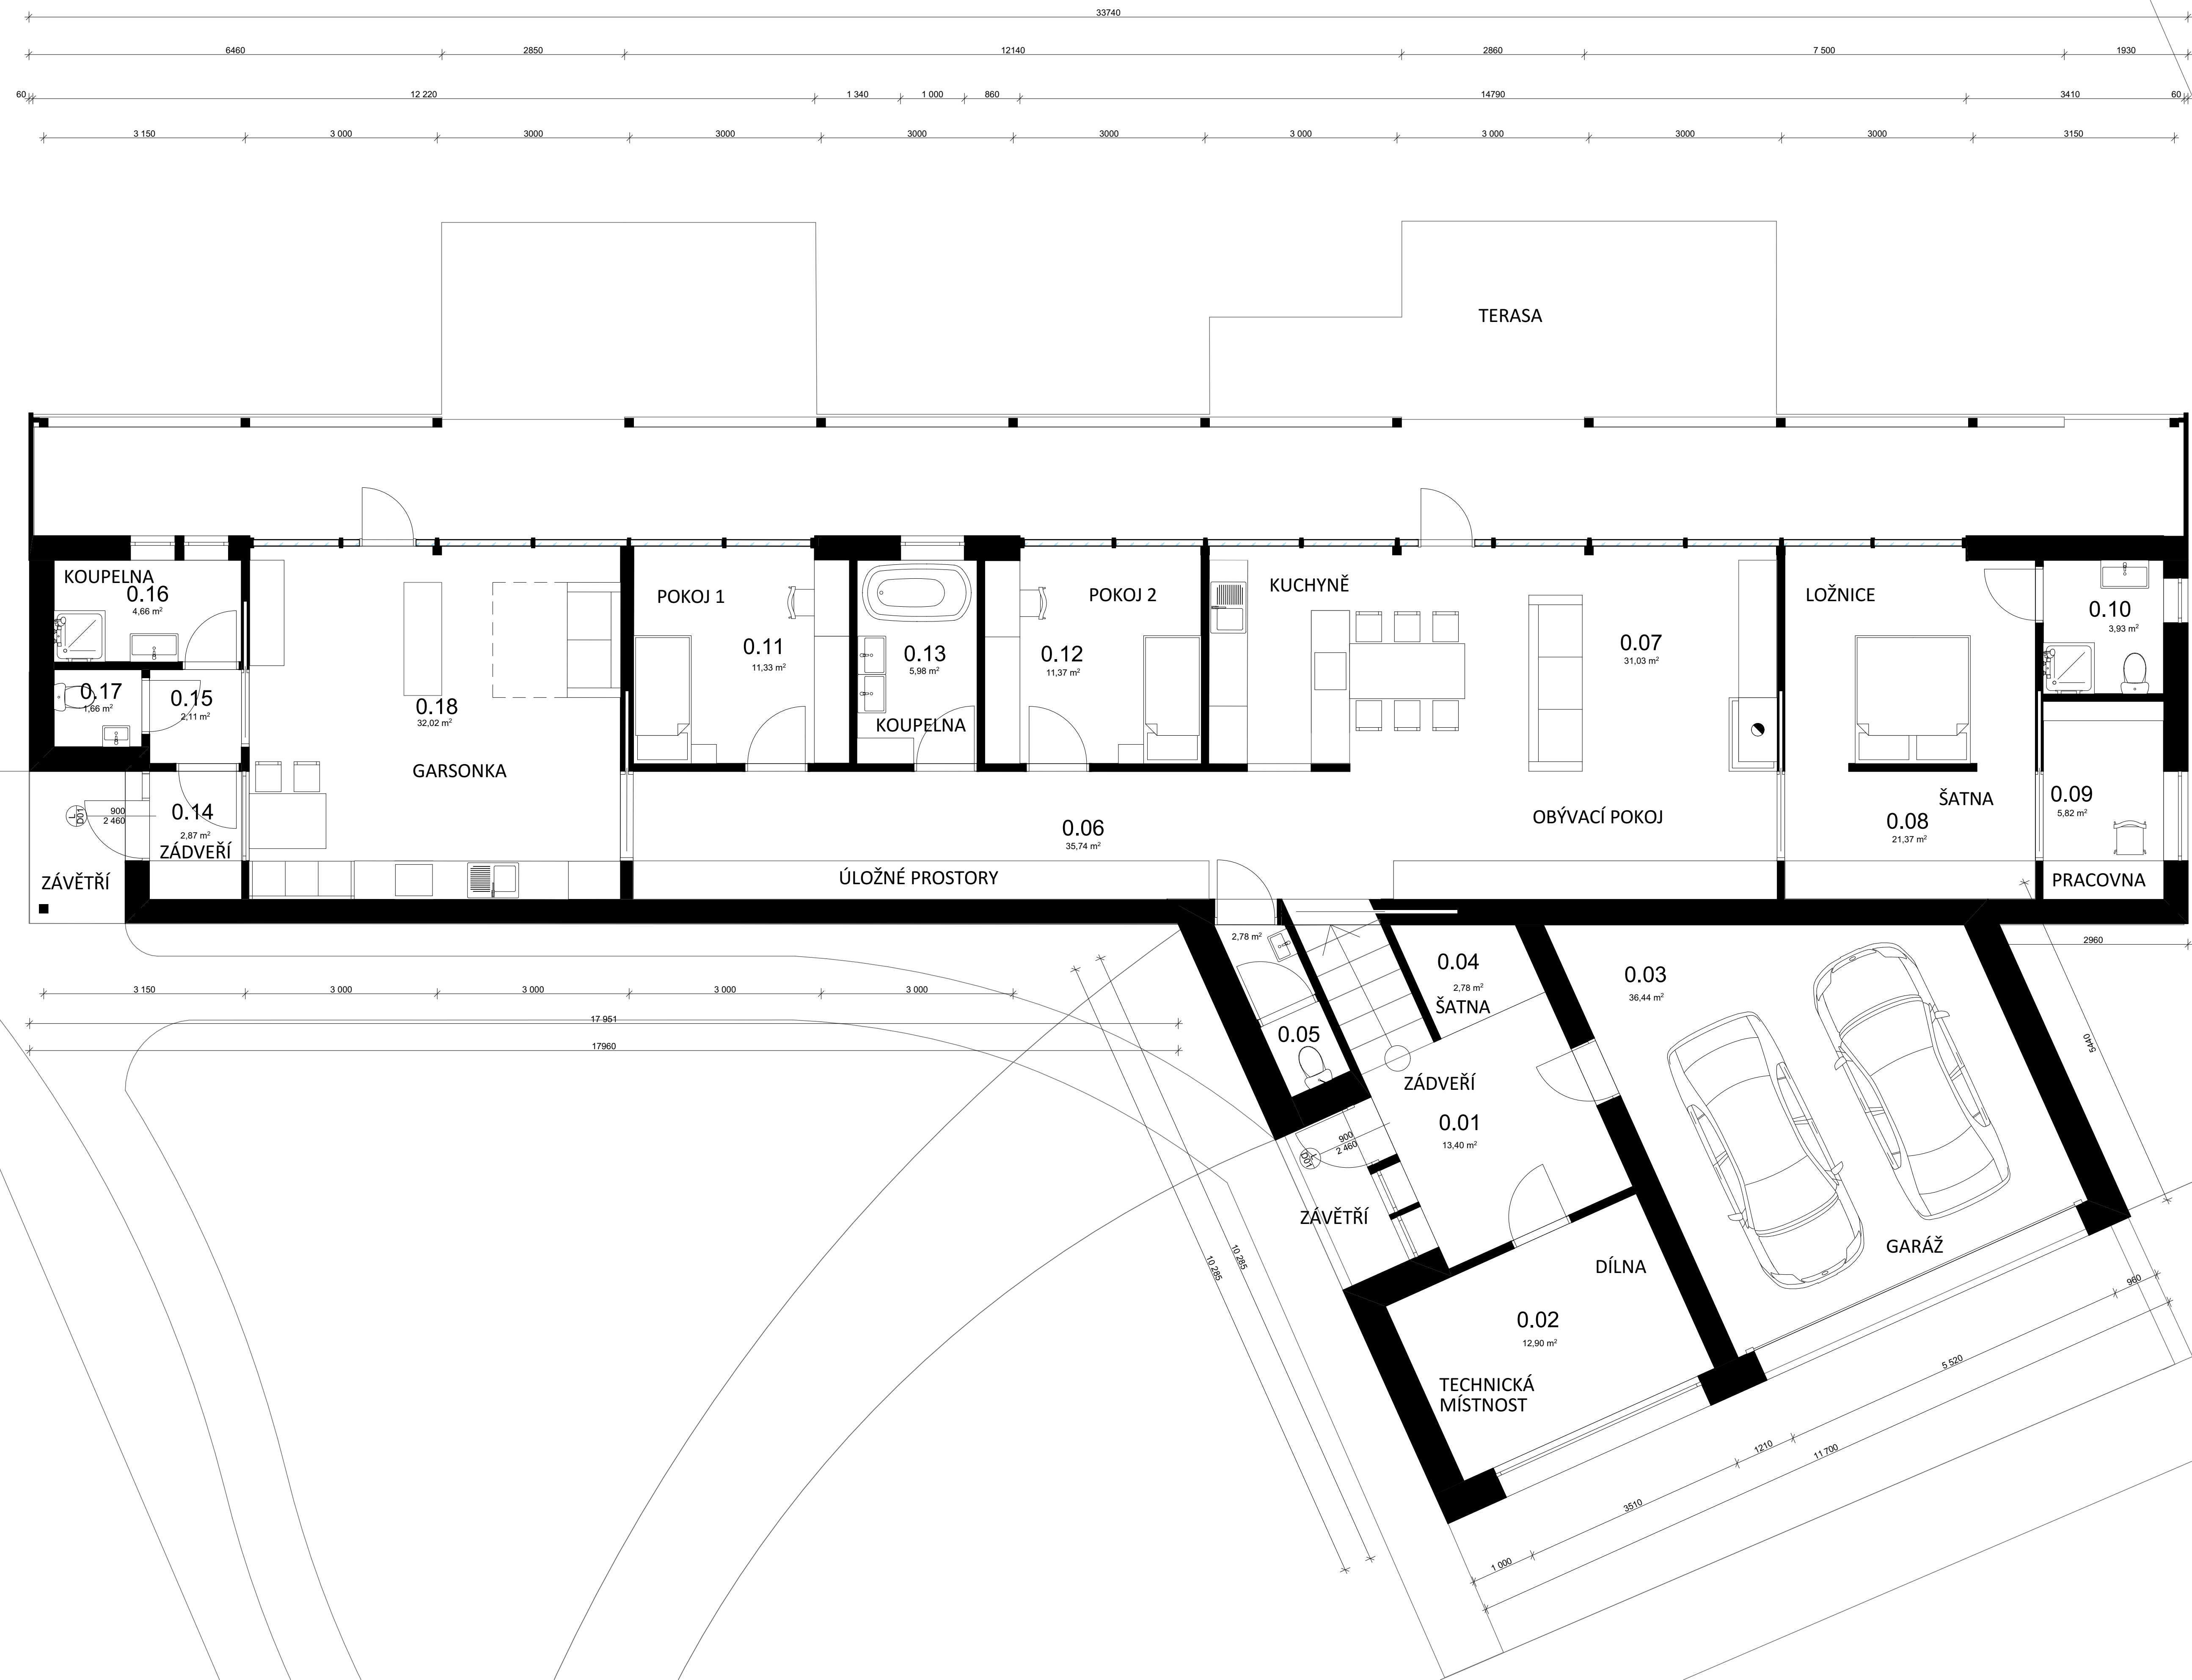 33740
6460 2850 12140 2860 7 500 1930
60 12 220 1 340 1 000 860 14790 3410 60
3 150 3 000 3000 3000 3000 3000 3 000 3 000 3000 3000 3150
TERASA
KOUPELNA
0.16
4,66 m²
0.17
1,66 m²
0.15
2,11 m²
0.18
32,02 m²
GARSONKA
POKOJ 1
0.11
11,33 m²
0.13
5,98 m²
KOUPELNA
POKOJ 2
0.12
11,37 m²
KUCHYNĚ
0.07
31,03 m²
OBÝVACÍ POKOJ
LOŽNICE
0.10
3,93 m²
ŠATNA
0.08
21,37 m²
0.09
5,82 m²
PRACOVNA
L
D01
900
2 460
0.14
2,87 m²
ZÁDVEŘÍ
ZÁVĚTŘÍ
0.06
35,74 m²
ÚLOŽNÉ PROSTORY
2,78 m²
0.05
0.04
2,78 m²
ŠATNA
0.03
36,44 m²
GARÁŽ
2960
5440
3 150 3 000 3 000 3 000 3 000
17 951
17960
ZÁDVEŘÍ
0.01
13,40 m²
L
D01
900
2 460
ZÁVĚTŘÍ
10 285
10 285
DÍLNA
0.02
12,90 m²
TECHNICKÁ
MÍSTNOST
960
5 520
1210
11 700
3510
1 000